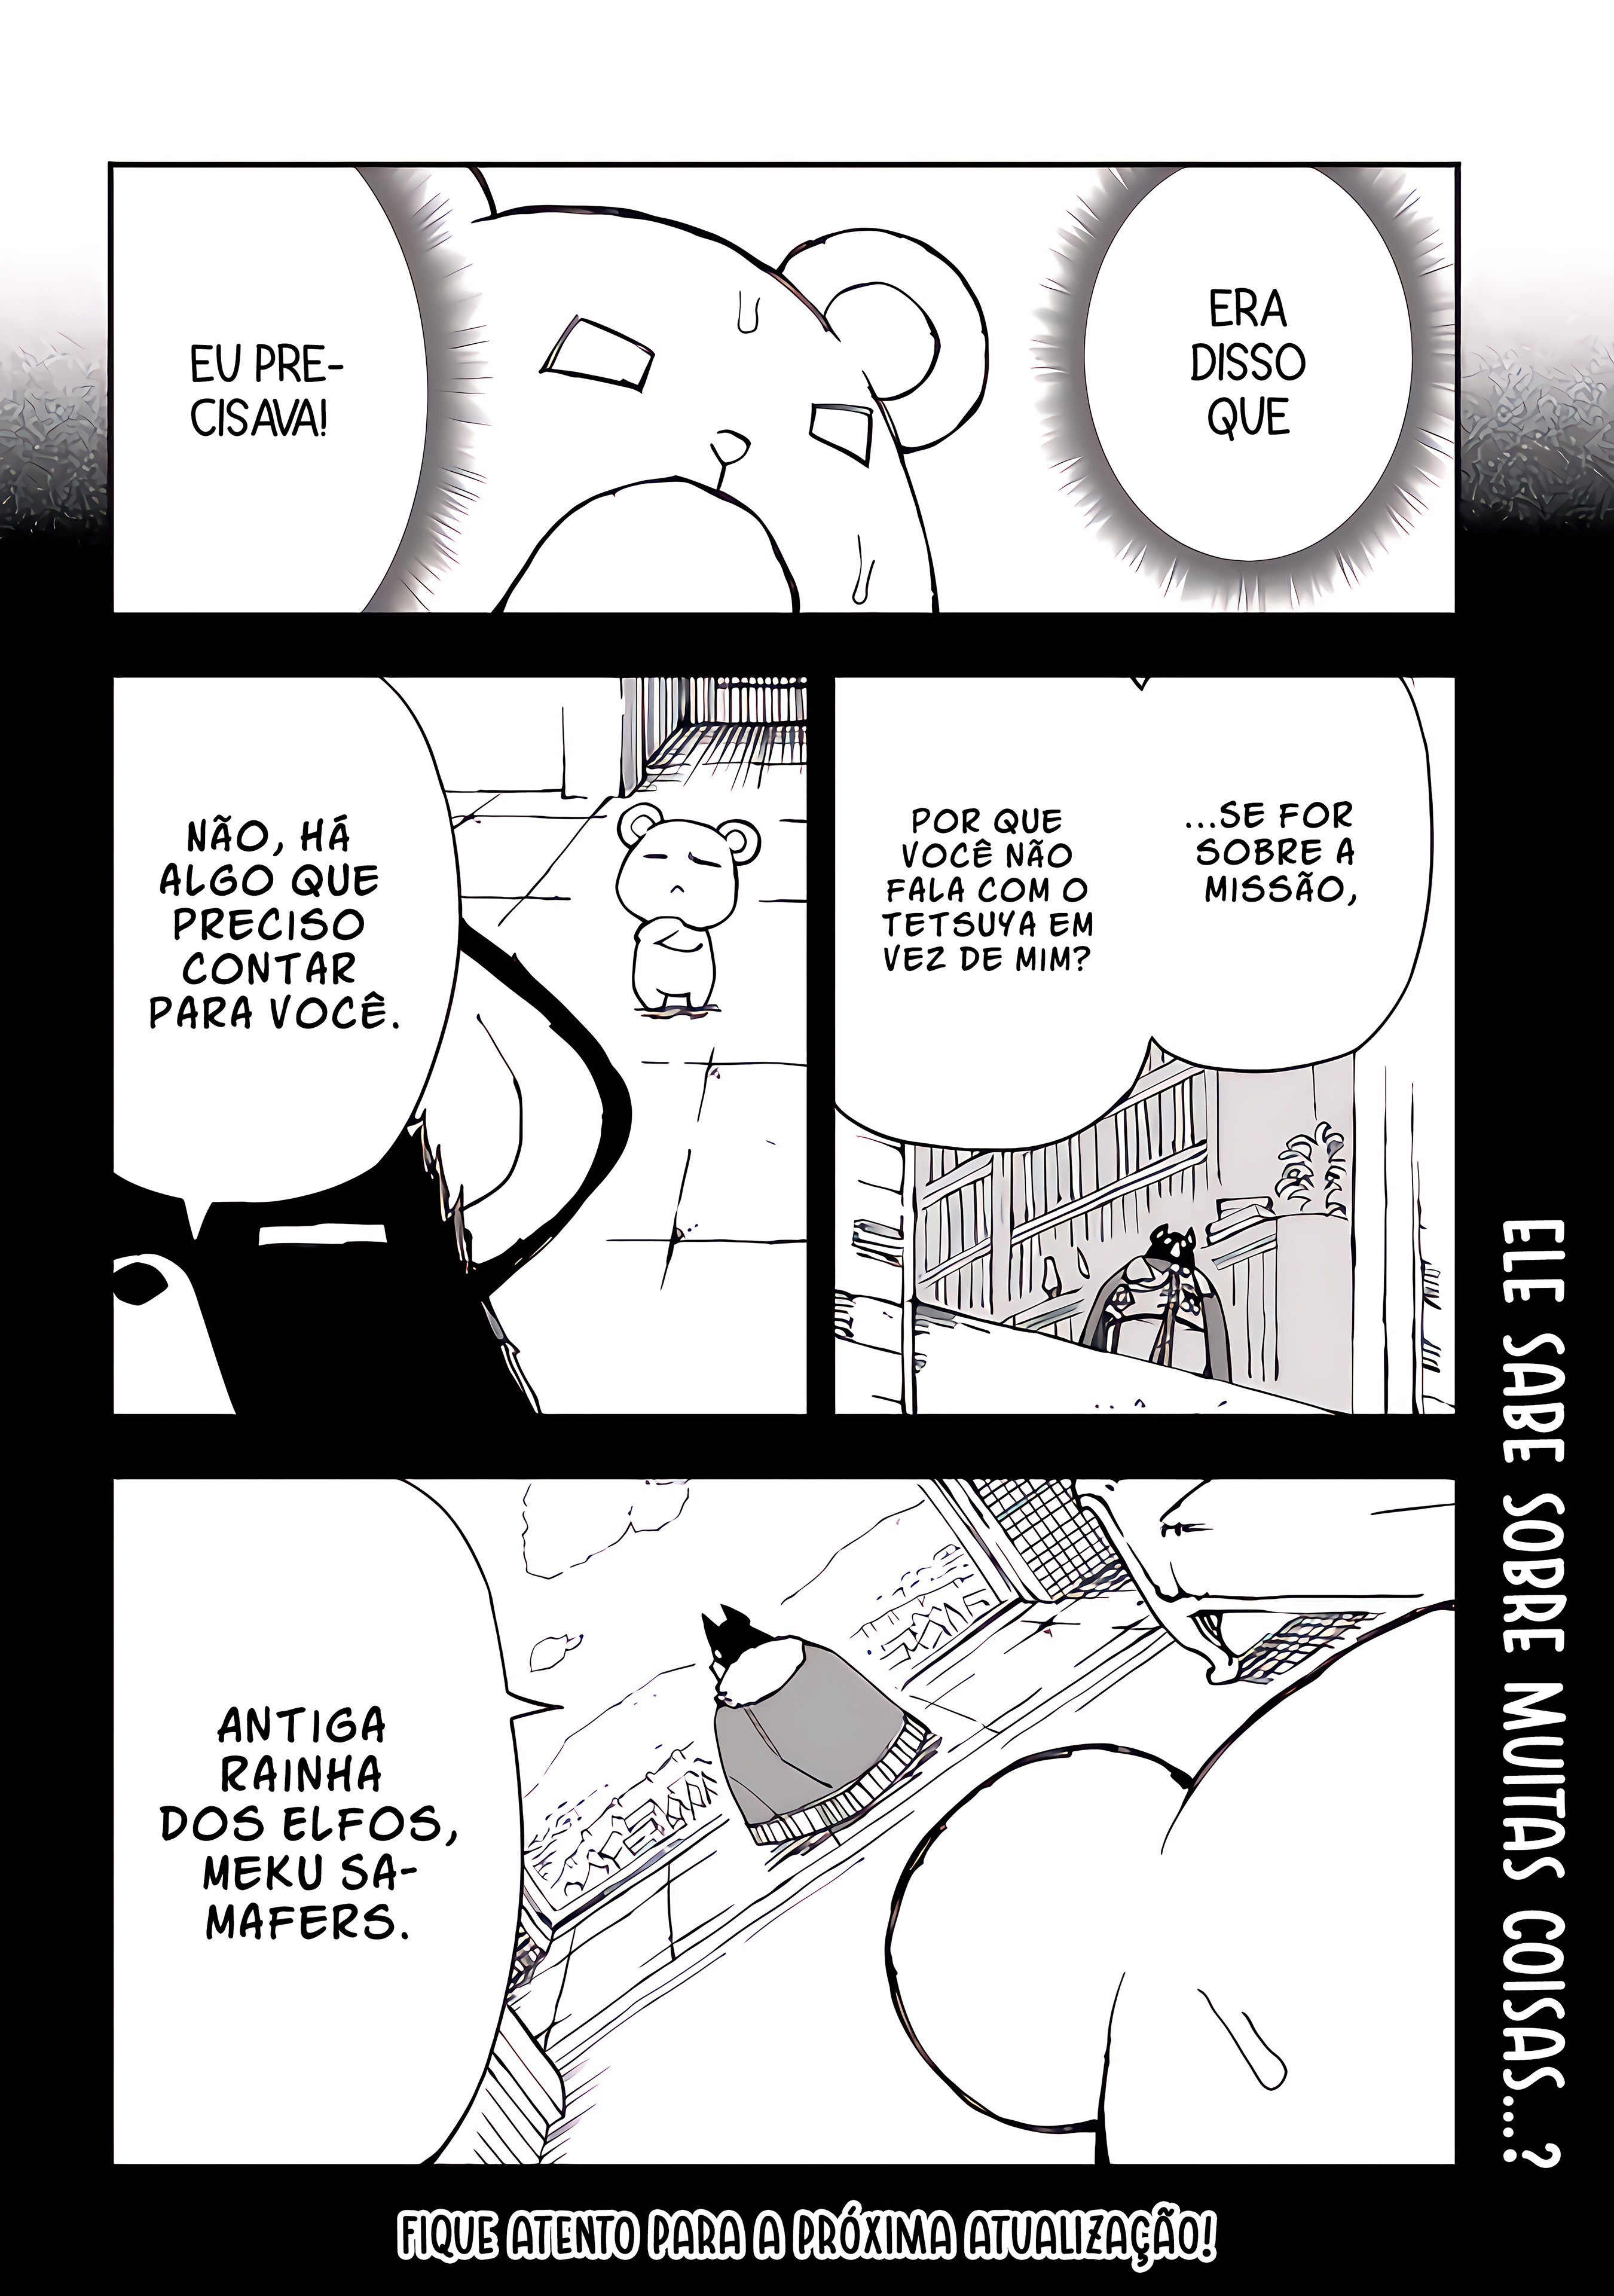 ERA
DISSO
QUE
EU PRE-
CISAVA!
...SE FOR
SOBRE A
MISSÃO,
POR QUE
VOCÊ NÃO
FALA COM O
TETSUYA EM
VEZ DE MIM?
NÃO, HÁ
ALGO QUE
PRECISO
CONTAR
PARA VOCÊ.
ANTIGA
RAINHA
DOS ELFOS,
MEKU SA-
MAFERS.
ELE SABE SOBRE MUITAS COISAS...?
FIQUE ATENTO PARA A PRÓXIMA ATUALIZAÇÃO!